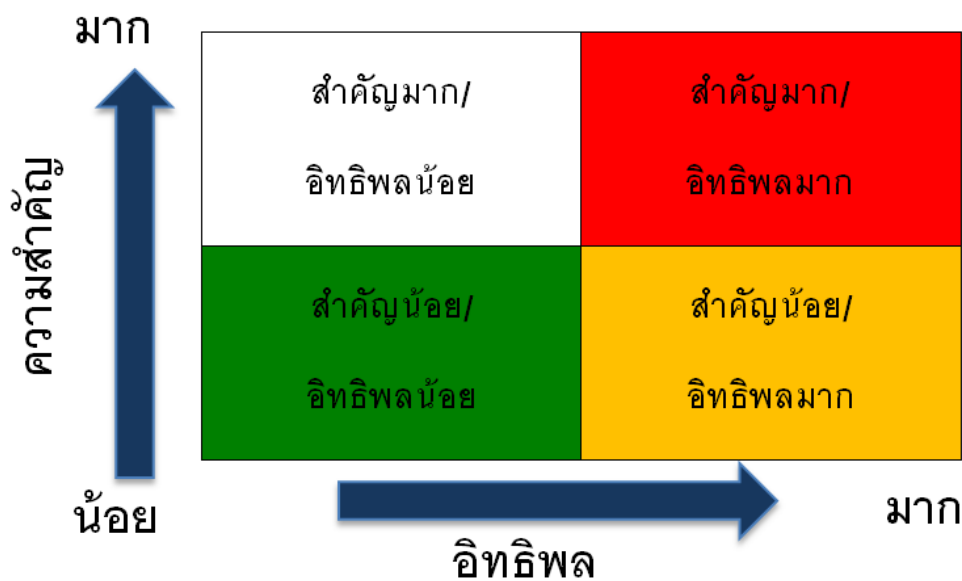 มาก
สำคัญมาก/
อิทธิพลน้อย
สำคัญมาก/
อิทธิพลมาก
ความสำคัญ
สำคัญน้อย/
อิทธิพลน้อย
สำคัญน้อย/
อิทธิพลมาก
น้อย
มาก
อิทธิพล